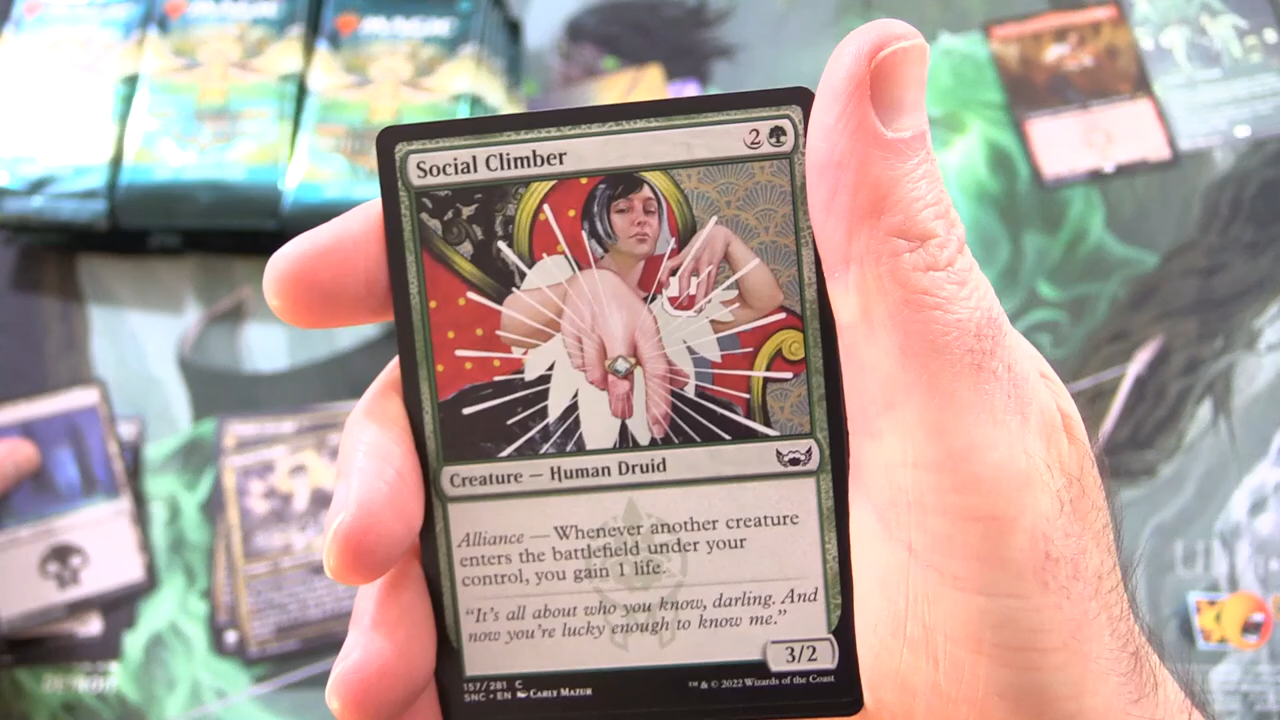 MAGIC
MAGIC
Social Climber
2
Creature — Human Druid
Alliance — Whenever another creature
enters the battlefield under your
control, you gain 1 life.
“It's all about who you know, darling. And
now you're lucky enough to know me.”
3/2
157/281 C
SNC • EN CARLY MAZUR
™ & © 2022 Wizards of the Coast